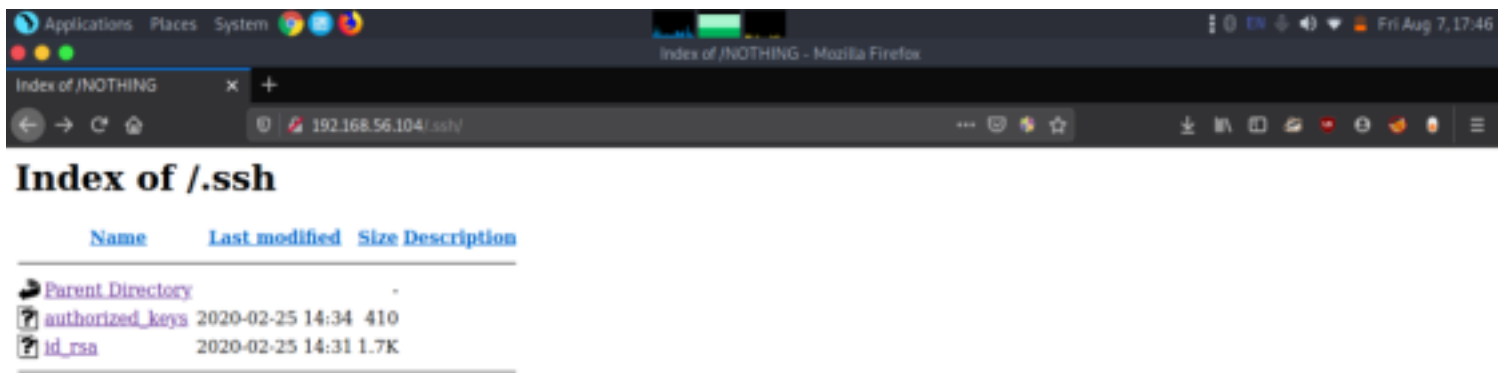 Applications Places System EN Fri Aug 7, 17:46
Index of /NOTHING - Mozilla Firefox
Index of /NOTHING
192.168.56.104/.ssh/
Index of /.ssh
Name Last modified Size Description
Parent Directory -
authorized_keys 2020-02-25 14:34 410
id_rsa 2020-02-25 14:31 1.7K